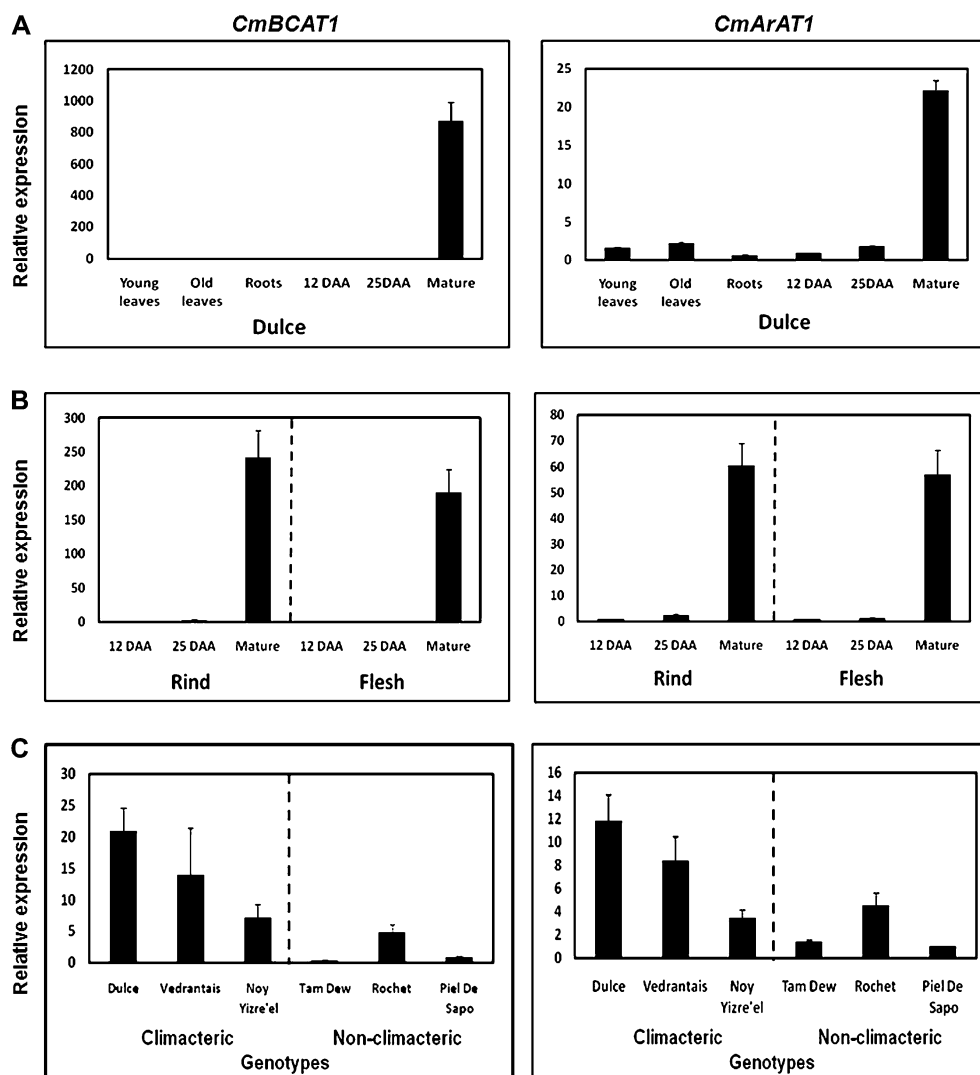 A
CmBCAT1
CmArAT1
Relative expression
1200
1000
800
600
400
200
0
Young leaves
Old leaves
Roots
12 DAA
25DAA
Mature
Dulce
25
20
15
10
5
0
Young leaves
Old leaves
Roots
12 DAA
25DAA
Mature
Dulce
B
Relative expression
300
250
200
150
100
50
0
12 DAA
25 DAA
Mature
12 DAA
25 DAA
Mature
Rind
Flesh
80
70
60
50
40
30
20
10
0
12 DAA
25 DAA
Mature
12 DAA
25 DAA
Mature
Rind
Flesh
C
Relative expression
30
25
20
15
10
5
0
Dulce
Vedrantais
Noy Yizre'el
Tam Dew
Rochet
Piel De Sapo
Climacteric
Non-climacteric
Genotypes
16
14
12
10
8
6
4
2
0
Dulce
Vedrantais
Noy Yizre'el
Tam Dew
Rochet
Piel De Sapo
Climacteric
Non-climacteric
Genotypes